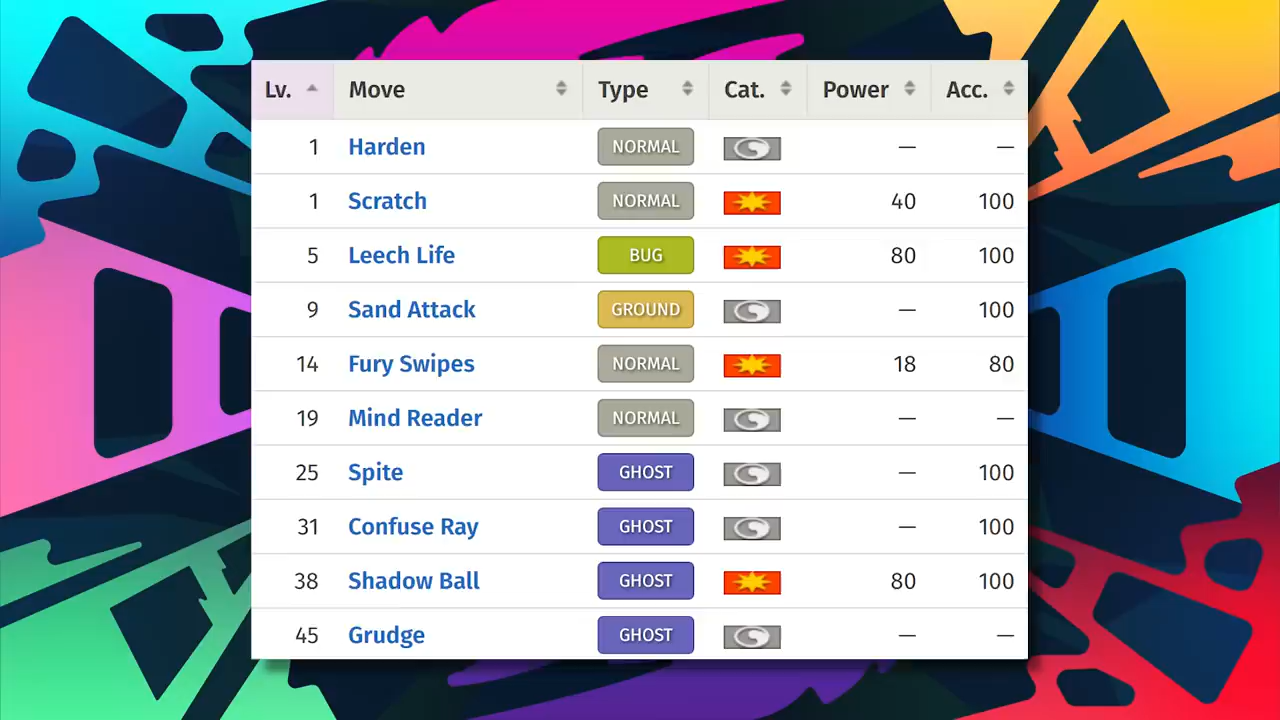 Lv. Move Type Cat. Power Acc.
1 Harden NORMAL — —
1 Scratch NORMAL 40 100
5 Leech Life BUG 80 100
9 Sand Attack GROUND — 100
14 Fury Swipes NORMAL 18 80
19 Mind Reader NORMAL — —
25 Spite GHOST — 100
31 Confuse Ray GHOST — 100
38 Shadow Ball GHOST 80 100
45 Grudge GHOST — —